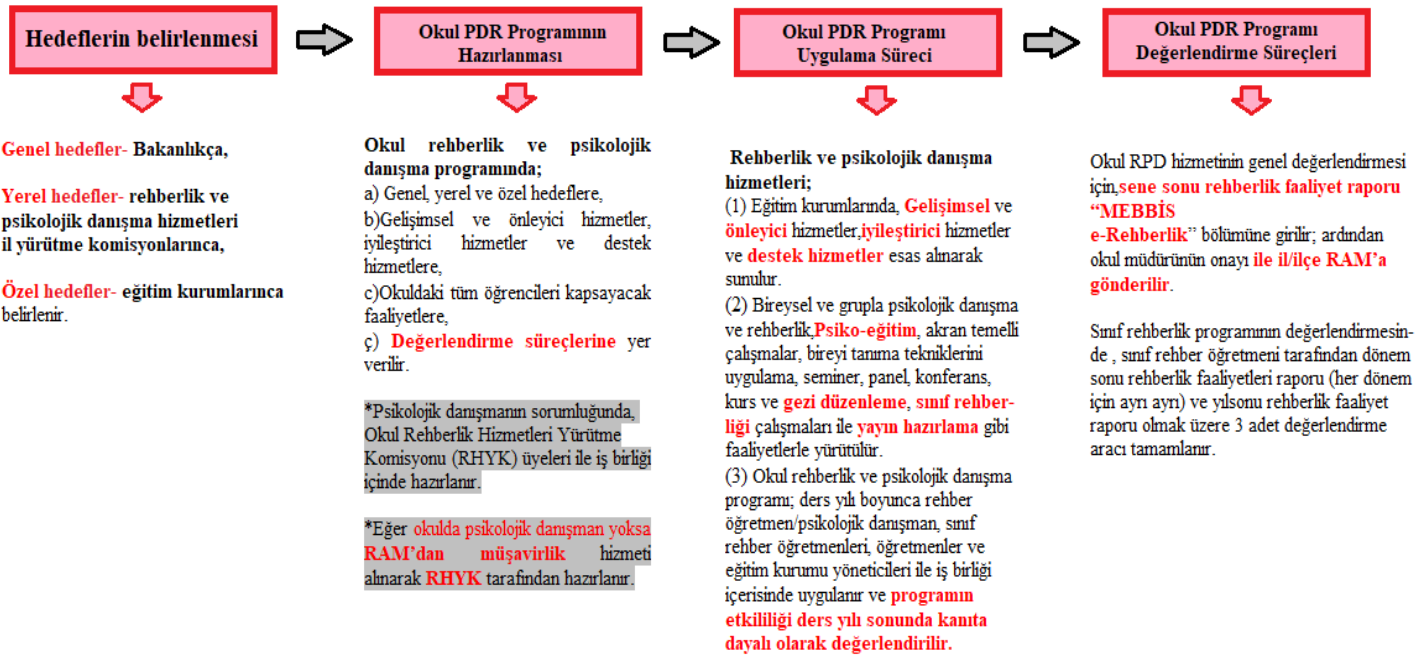 Hedeflerin belirlenmesi
Genel hedefler- Bakanlıkça,
Yerel hedefler- rehberlik ve
psikolojik danışma hizmetleri
il yürütme komisyonlarınca,
Özel hedefler- eğitim kurumlarınca
belirlenir.
Okul PDR Programının
Hazırlanması
Okul rehberlik ve psikolojik
danışma programında;
a) Genel, yerel ve özel hedeflere,
b)Gelişimsel ve önleyici hizmetler,
iyileştirici hizmetler ve destek
hizmetlere,
c)Okuldaki tüm öğrencileri kapsayacak
faaliyetlere,
ç) Değerlendirme süreçlerine yer
verilir.
*Psikolojik danışmanın sorumluğunda,
Okul Rehberlik Hizmetleri Yürütme
Komisyonu (RHYK) üyeleri ile iş birliği
içinde hazırlanır.
*Eğer okulda psikolojik danışman yoksa
RAM’dan müşavirlik hizmeti
alınarak RHYK tarafından hazırlanır.
Okul PDR Programı
Uygulama Süreci
Rehberlik ve psikolojik danışma
hizmetleri;
(1) Eğitim kurumlarında, Gelişimsel ve
önleyici hizmetler,iyileştirici hizmetler
ve destek hizmetler esas alınarak
sunulur.
(2) Bireysel ve grupla psikolojik danışma
ve rehberlik,Psiko-eğitim, akran temelli
çalışmalar, bireyi tanıma tekniklerini
uygulama, seminer, panel, konferans,
kurs ve gezi düzenleme, sınıf rehber-
liği çalışmaları ile yayın hazırlama gibi
faaliyetlerle yürütülür.
(3) Okul rehberlik ve psikolojik danışma
programı; ders yılı boyunca rehber
öğretmen/psikolojik danışman, sınıf
rehber öğretmenleri, öğretmenler ve
eğitim kurumu yöneticileri ile iş birliği
içerisinde uygulanır ve programın
etkililiği ders yılı sonunda kanıta
dayalı olarak değerlendirilir.
Okul PDR Programı
Değerlendirme Süreçleri
Okul RPD hizmetinin genel değerlendirmesi
için,sene sonu rehberlik faaliyet raporu
“MEBBİS
e-Rehberlik” bölümüne girilir; ardından
okul müdürünün onayı ile il/ilçe RAM’a
gönderilir.
Sınıf rehberlik programının değerlendirmesin-
de , sınıf rehber öğretmeni tarafından dönem
sonu rehberlik faaliyetleri raporu (her dönem
için ayrı ayrı) ve yılsonu rehberlik faaliyet
raporu olmak üzere 3 adet değerlendirme
aracı tamamlanır.